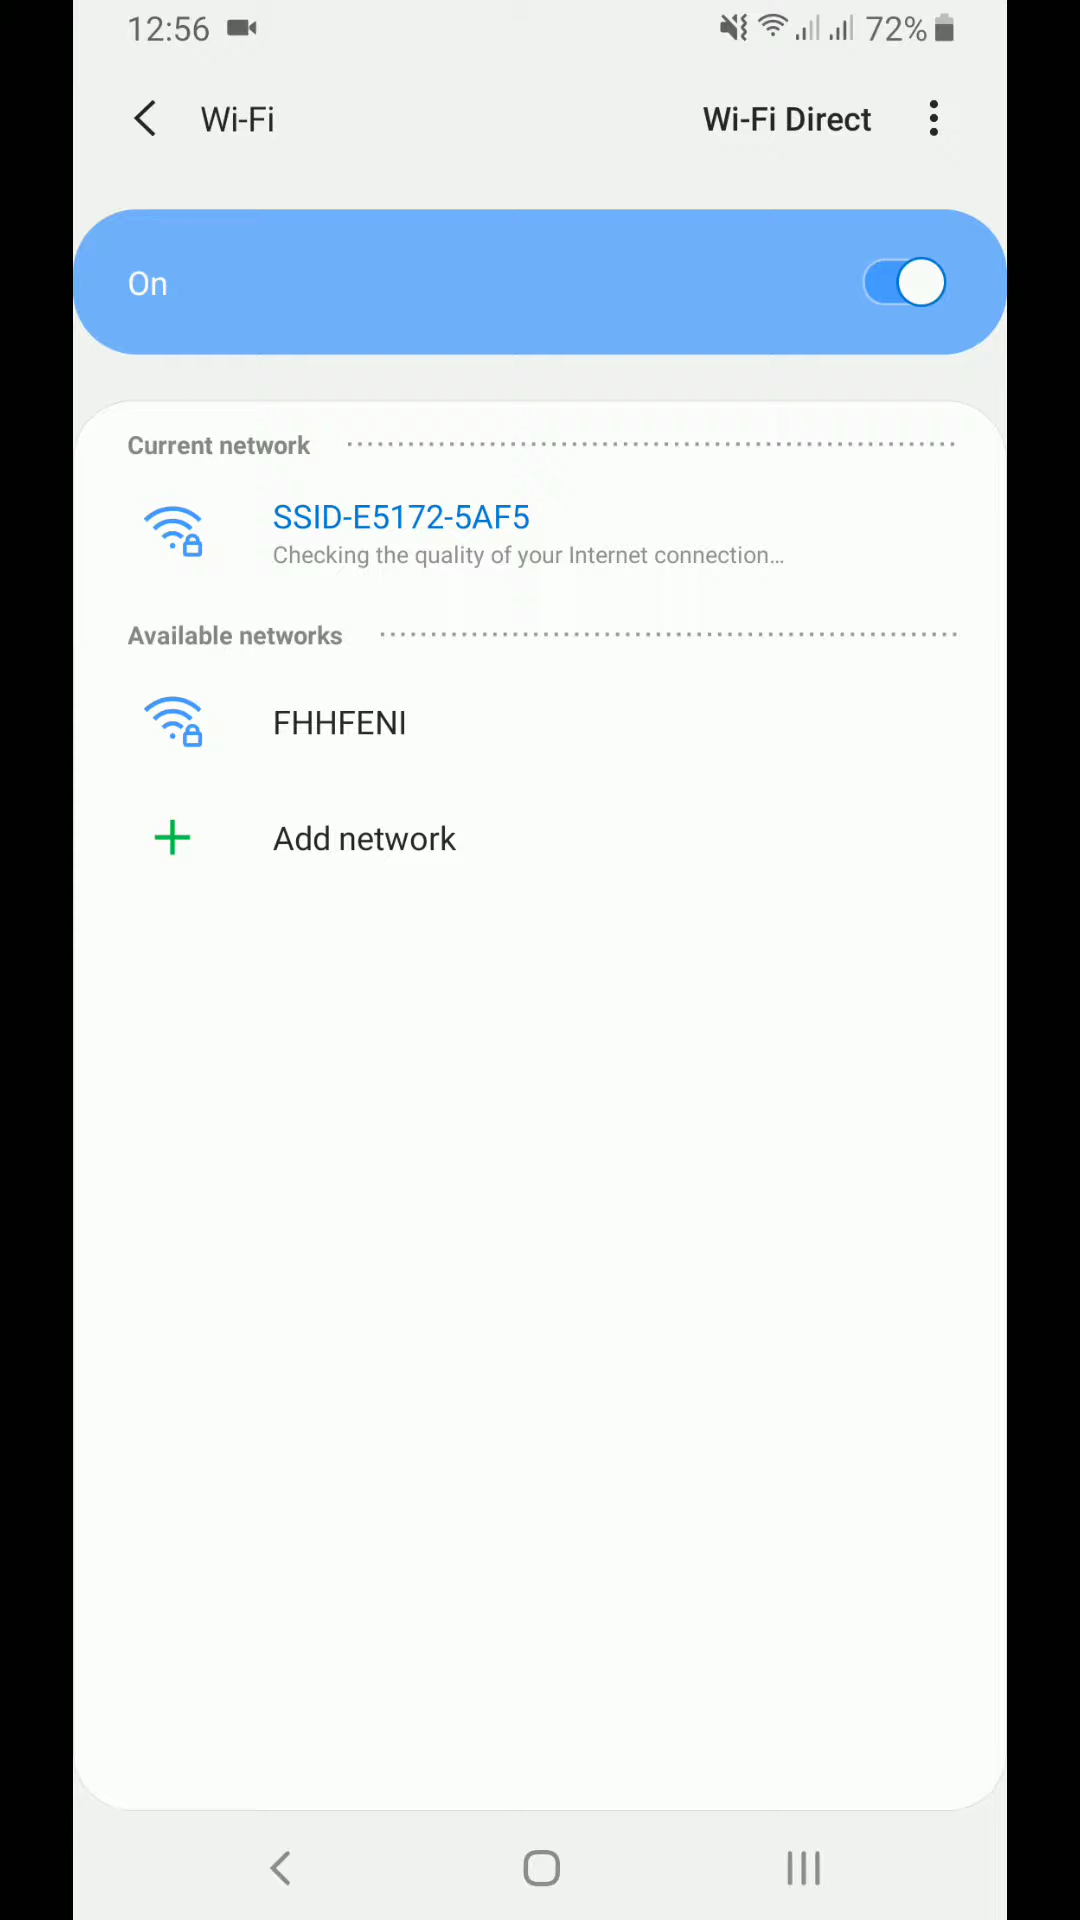 12:56 72%
Wi-Fi Wi-Fi Direct
On
Current network
SSID-E5172-5AF5
Checking the quality of your Internet connection...
Available networks
FHHFENI
Add network